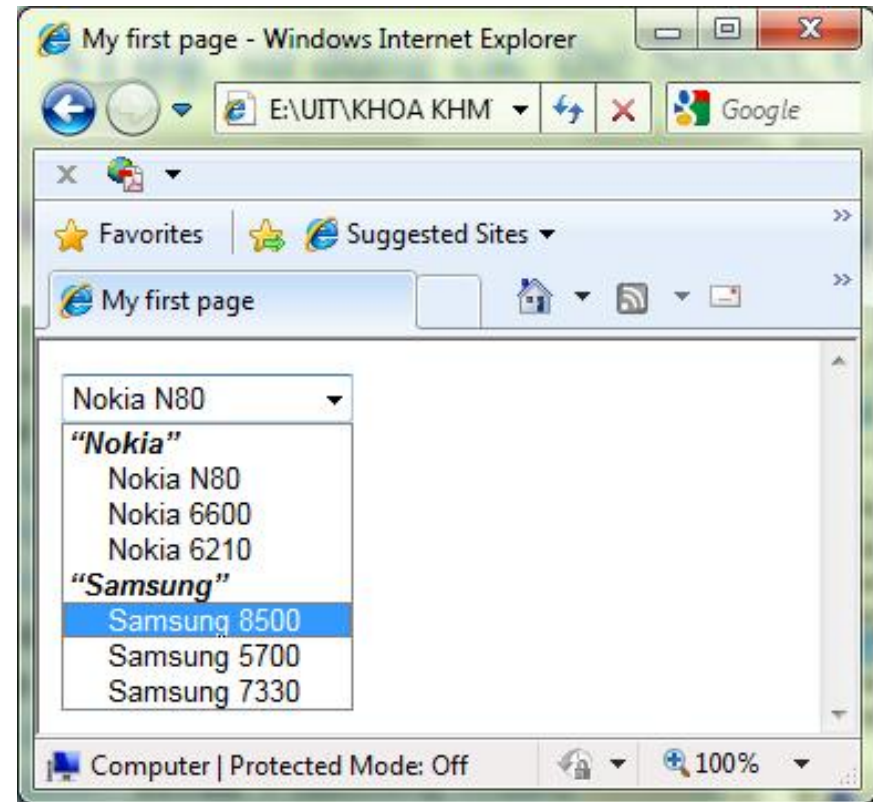 My first page - Windows Internet Explorer
E:\UIT\KHOA KHM
Google
Favorites
Suggested Sites
My first page
Nokia N80
“Nokia”
Nokia N80
Nokia 6600
Nokia 6210
“Samsung”
Samsung 8500
Samsung 5700
Samsung 7330
Computer | Protected Mode: Off
100%